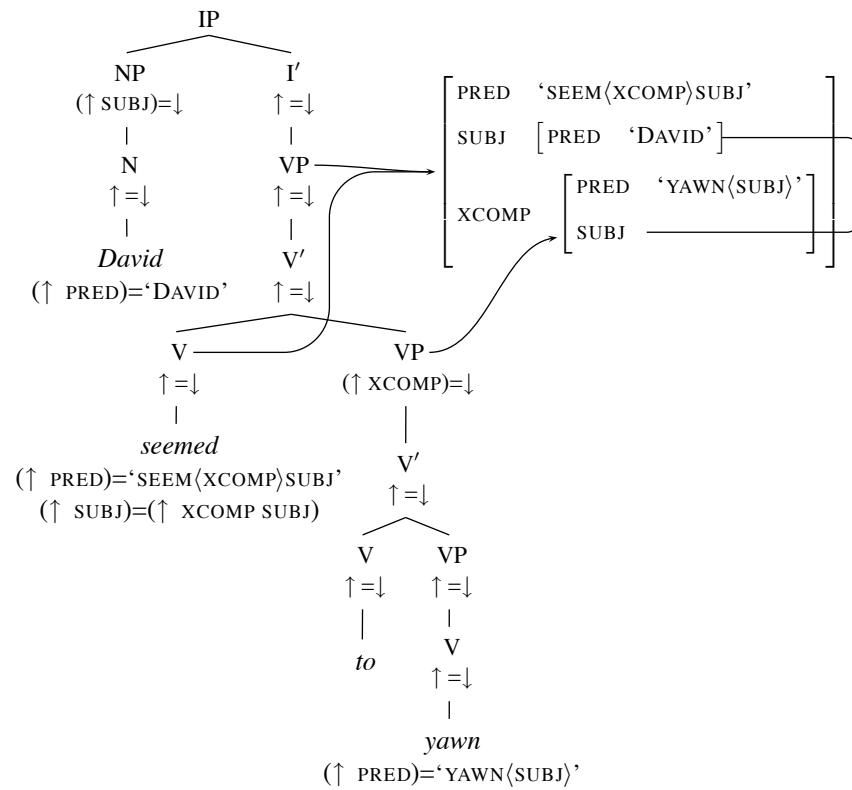 IP
NP I′
(↑ SUBJ)=↓ ↑=↓
N VP
↑=↓ ↑=↓
David V′
(↑ PRED)=‘DAVID’ ↑=↓
PRED ‘SEEM⟨XCOMP⟩SUBJ’
SUBJ [PRED ‘DAVID’]
XCOMP
PRED ‘YAWN⟨SUBJ⟩’
SUBJ
V VP
↑=↓ (↑ XCOMP)=↓
seemed V′
(↑ PRED)=‘SEEM⟨XCOMP⟩SUBJ’ ↑=↓
(↑ SUBJ)=(↑ XCOMP SUBJ)
V VP
↑=↓ ↑=↓
to V
↑=↓
yawn
(↑ PRED)=‘YAWN⟨SUBJ⟩’